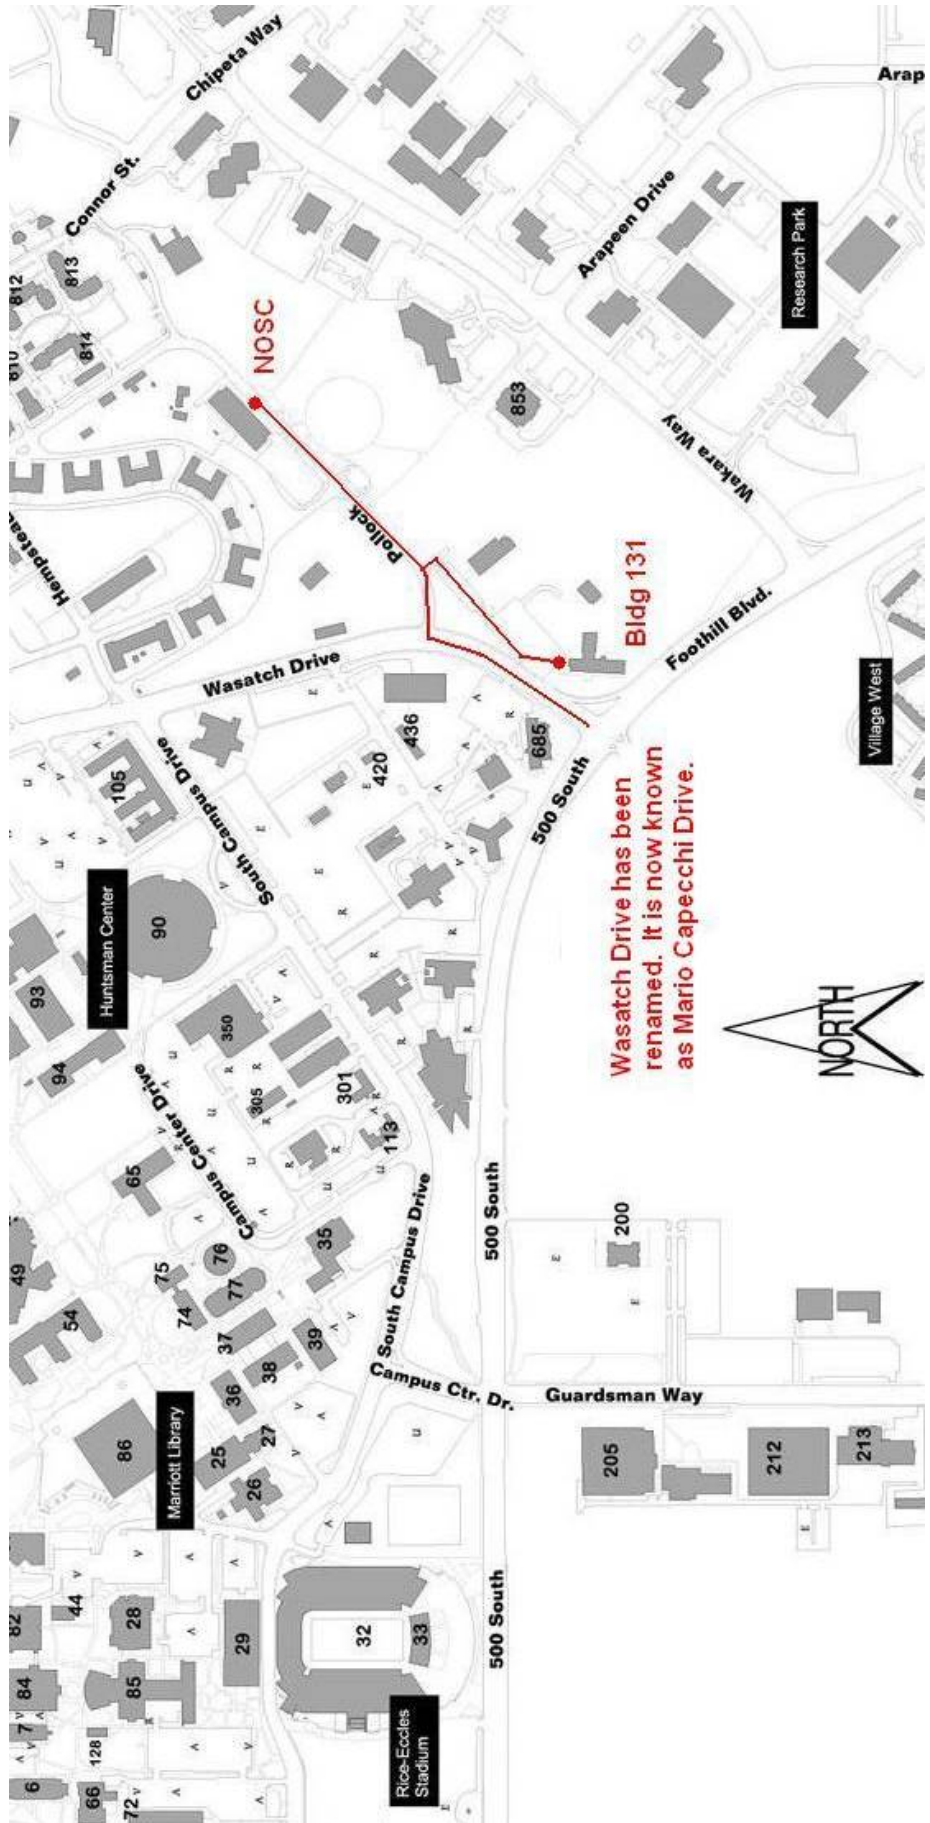 Chipeta Way
Arap
Connor St.
812
813
810
814
Arapeen Drive
Research Park
NOSC
853
Wakara Way
Pollock
Hempstead
Bldg 131
Foothill Blvd.
Village West
Wasatch Drive
436
685
420
500 South
105
South Campus Drive
Wasatch Drive has been
renamed. It is now known
as Mario Capecchi Drive.
Huntsman Center
90
93
94
350
305
301
113
NORTH
Campus Center Drive
65
South Campus Drive
500 South
200
49
54
75
76
74
77
35
37
39
38
36
Campus Ctr. Dr.
Guardsman Way
86
Marriott Library
25
27
26
205
212
213
82
44
28
29
32
33
500 South
84
85
7
128
6
66
72
Rice-Eccles
Stadium